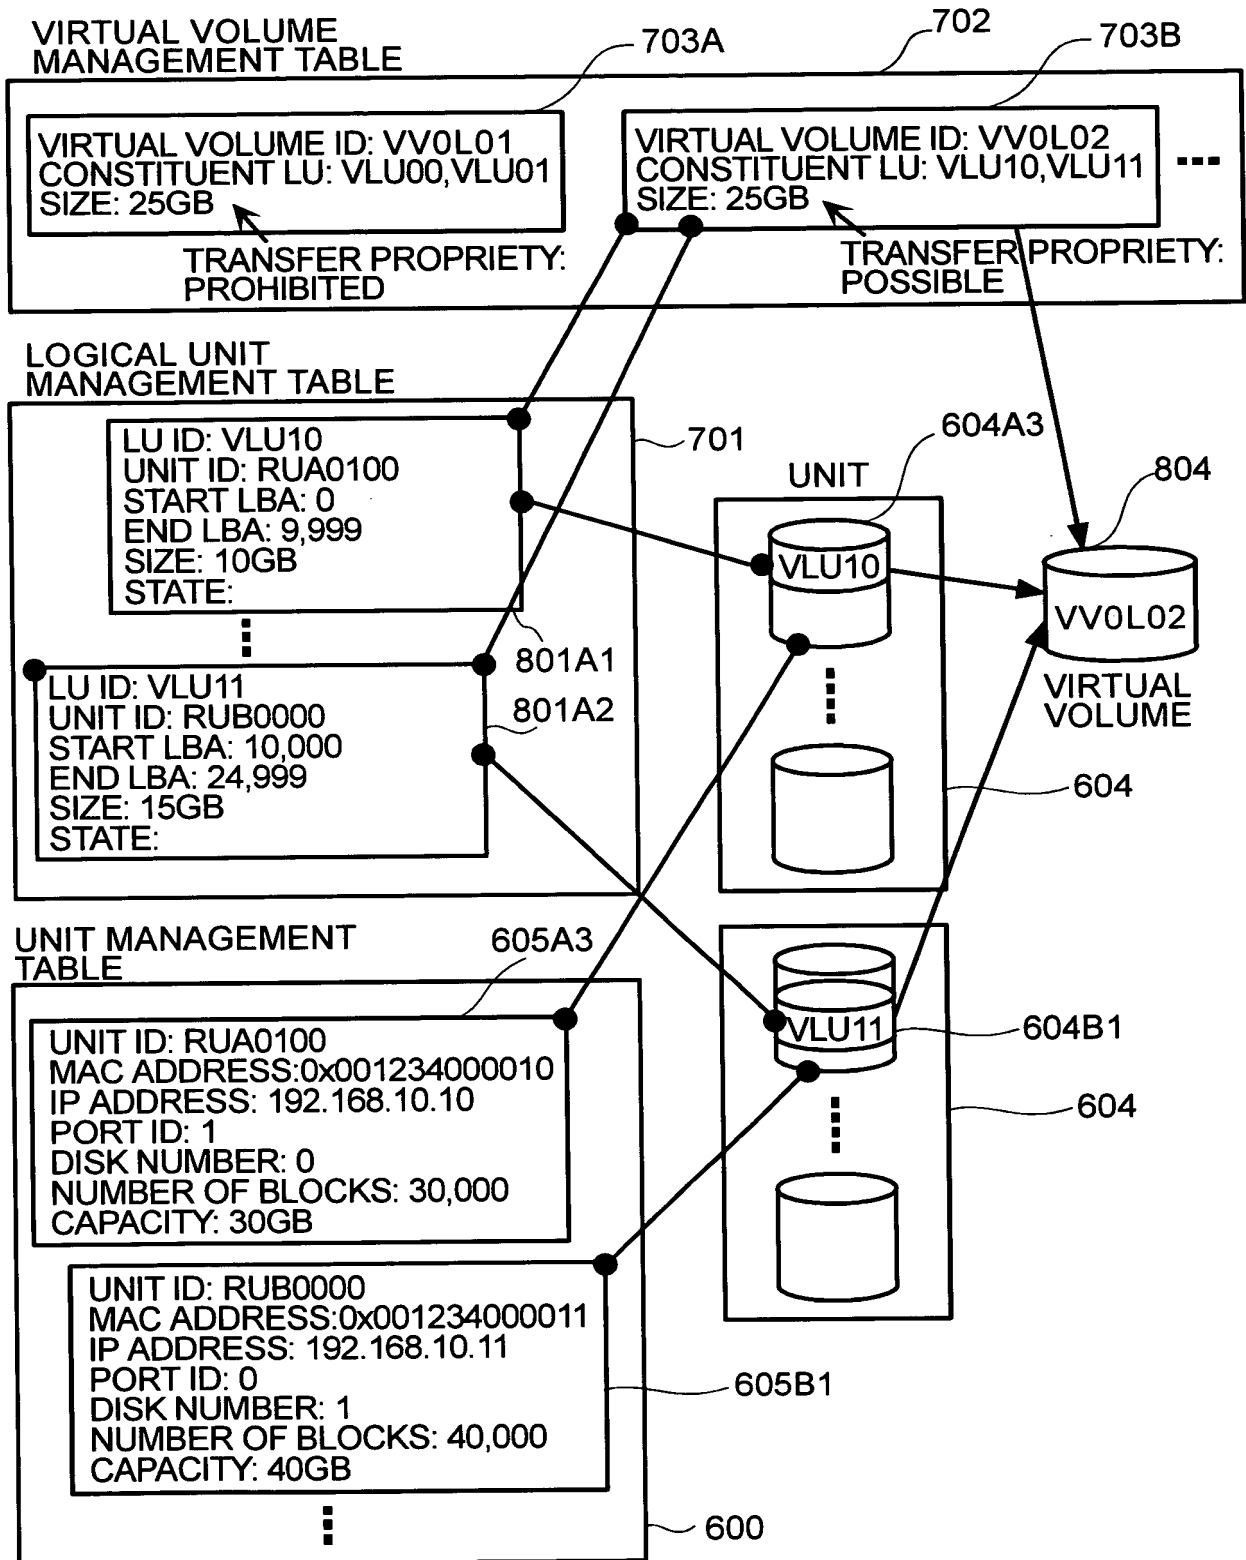 VIRTUAL VOLUME
MANAGEMENT TABLE
703A
702
703B
VIRTUAL VOLUME ID: VV0L01
CONSTITUENT LU: VLU00,VLU01
SIZE: 25GB
TRANSFER PROPRIETY:
PROHIBITED
VIRTUAL VOLUME ID: VV0L02
CONSTITUENT LU: VLU10,VLU11
SIZE: 25GB
TRANSFER PROPRIETY:
POSSIBLE
LOGICAL UNIT
MANAGEMENT TABLE
701
LU ID: VLU10
UNIT ID: RUA0100
START LBA: 0
END LBA: 9,999
SIZE: 10GB
STATE:
801A1
LU ID: VLU11
UNIT ID: RUB0000
START LBA: 10,000
END LBA: 24,999
SIZE: 15GB
STATE:
801A2
UNIT
604A3
VLU10
604
804
VV0L02
VIRTUAL
VOLUME
VLU11
604B1
604
UNIT MANAGEMENT
TABLE
605A3
UNIT ID: RUA0100
MAC ADDRESS:0x001234000010
IP ADDRESS: 192.168.10.10
PORT ID: 1
DISK NUMBER: 0
NUMBER OF BLOCKS: 30,000
CAPACITY: 30GB
UNIT ID: RUB0000
MAC ADDRESS:0x001234000011
IP ADDRESS: 192.168.10.11
PORT ID: 0
DISK NUMBER: 1
NUMBER OF BLOCKS: 40,000
CAPACITY: 40GB
605B1
600